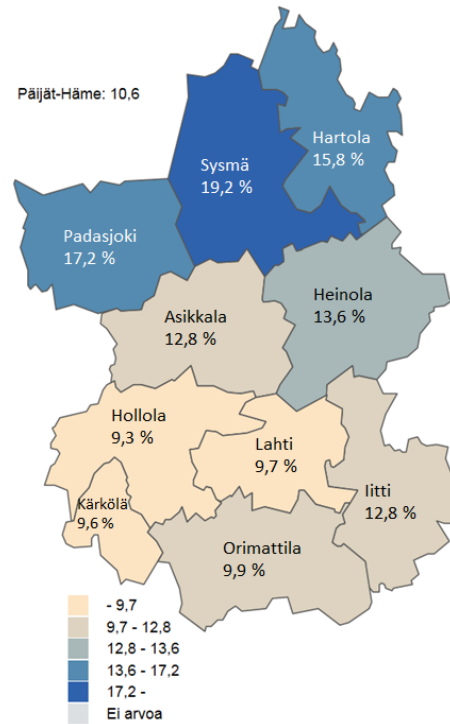 Päijät-Häme: 10,6
Hartola
15,8 %
Sysmä
19,2 %
Padasjoki
17,2 %
Heinola
13,6 %
Asikkala
12,8 %
Hollola
9,3 %
Lahti
9,7 %
Iitti
12,8 %
Kärkölä
9,6 %
Orimattila
9,9 %
- 9,7
9,7 - 12,8
12,8 - 13,6
13,6 - 17,2
17,2 -
Ei arvoa